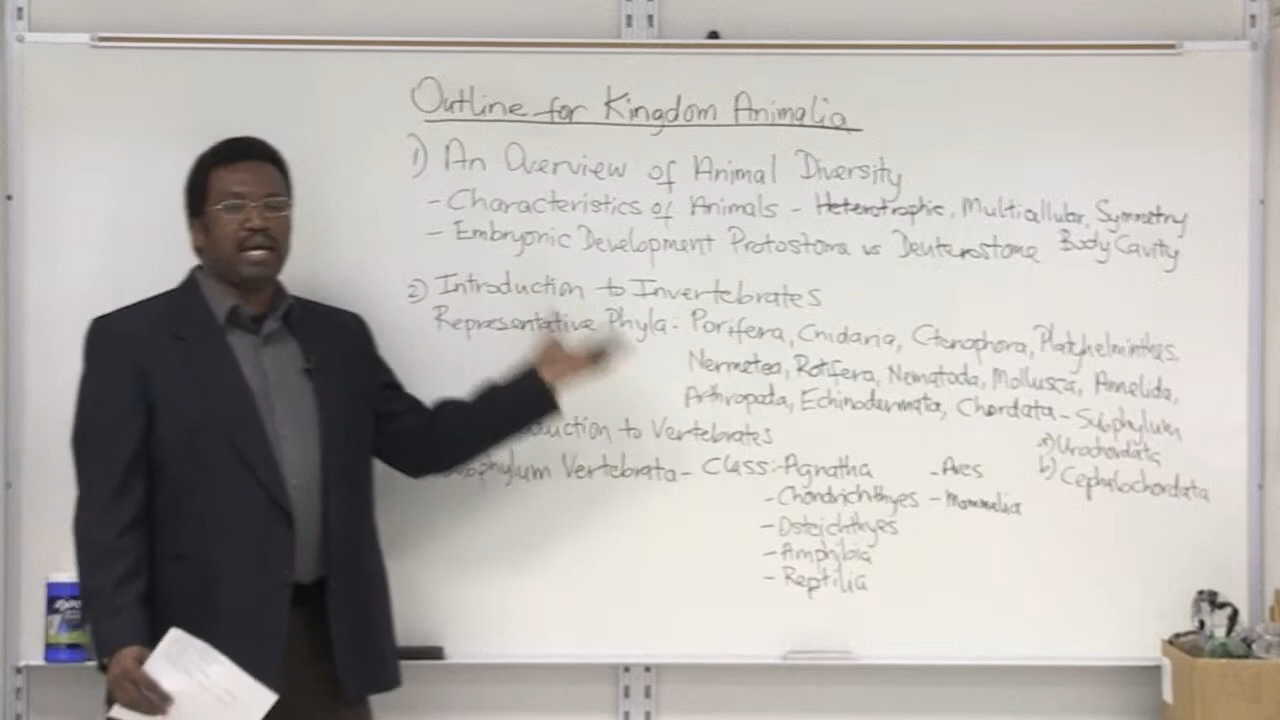 Outline for Kingdom Animalia
1) An Overview of Animal Diversity
- Characteristics of Animals - Heterotrophic, Multicellular, Symmetry
- Embryonic Development Protostoma vs Deuterostome Body Cavity
2) Introduction to Invertebrates
Representative Phyla: Porifera, Cnidaria, Ctenophora, Platyhelminthes,
Nermetea, Rotifera, Nematoda, Mollusca, Annelida,
Arthropoda, Echinodermata, Chordata - Subphylum
a) Urochordata
b) Cephalochordata
to Vertebrates
Vertebrata - Class: - Agnatha
- Chondrichthyes
- Osteichthyes
- Amphibia
- Reptilia
- Aves
- Mammalia